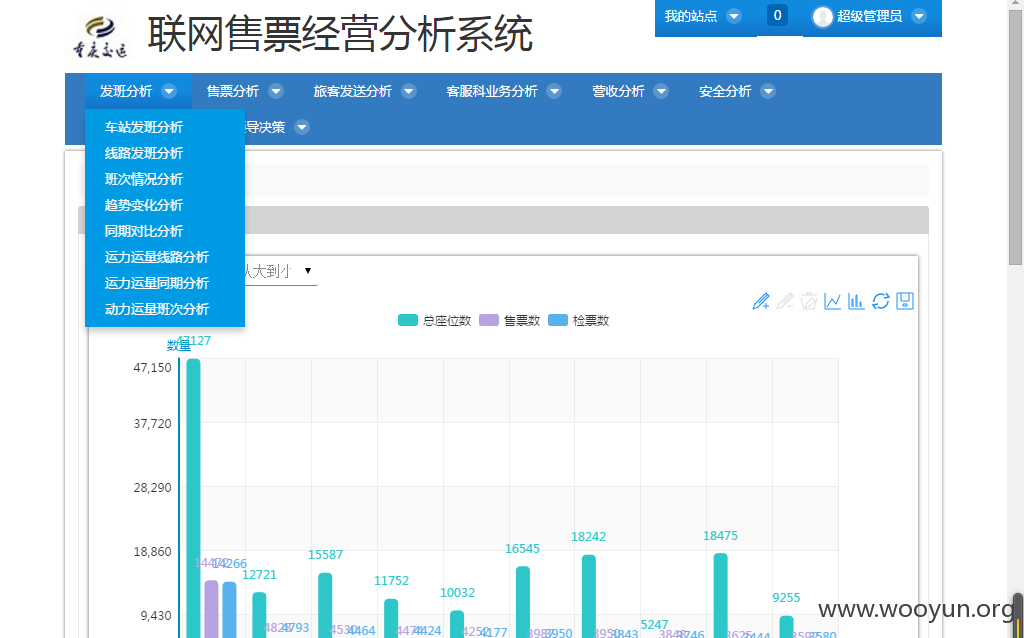 重庆交运
联网售票经营分析系统
我的站点
0
超级管理员
发班分析
售票分析
旅客发送分析
客服科业务分析
营收分析
安全分析
导决策
车站发班分析
线路发班分析
班次情况分析
趋势变化分析
同期对比分析
运力运量线路分析
运力运量同期分析
动力运量班次分析
从大到小
总座位数
售票数
检票数
数量
47127
47,150
37,720
28,290
18,860
9,430
14266
12721
4793
15587
4530
4464
11752
4474
4424
10032
4250
4177
16545
3950
18242
3950
3843
5247
3746
18475
9255
3580
www.wooyun.org